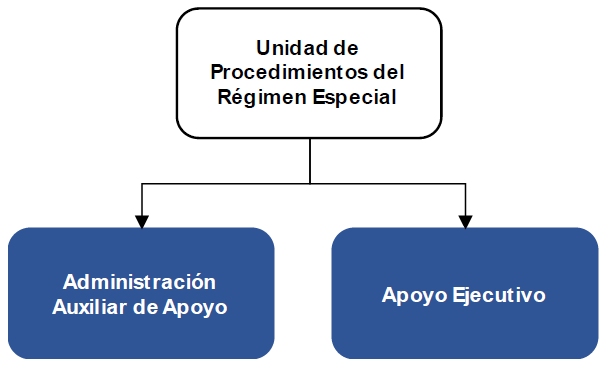 Unidad de
Procedimientos del
Régimen Especial
Administración
Auxiliar de Apoyo
Apoyo Ejecutivo